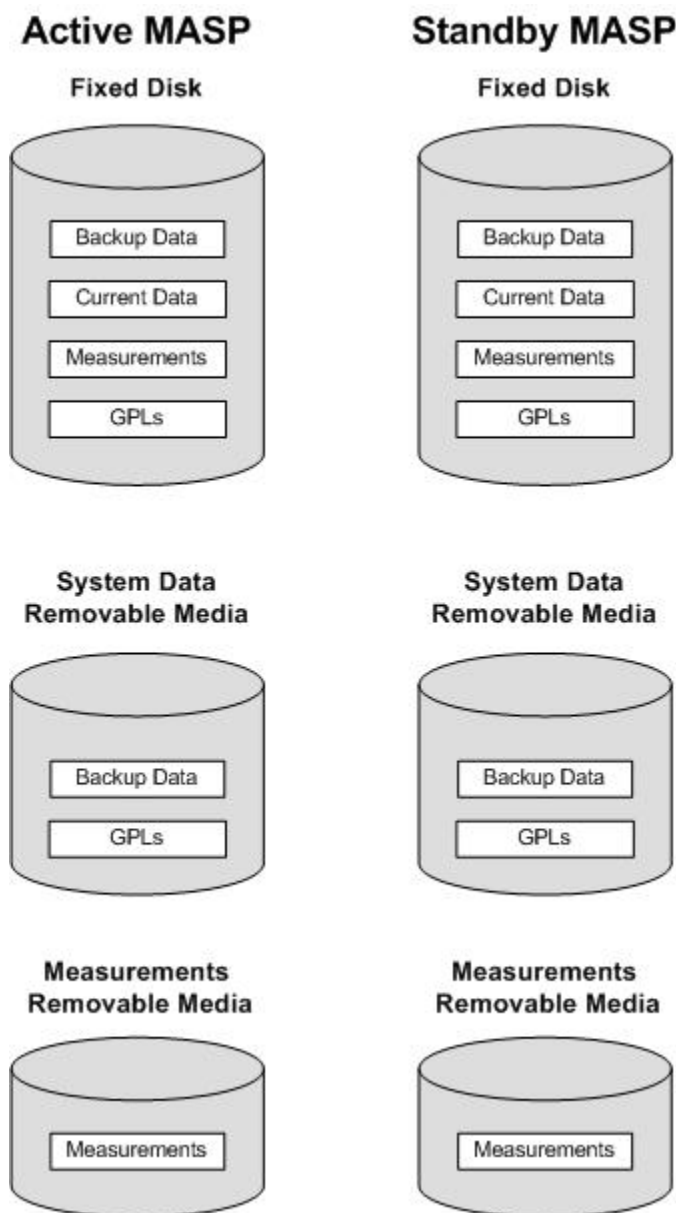 Active MASP
Fixed Disk
Backup Data
Current Data
Measurements
GPLs
System Data
Removable Media
Backup Data
GPLs
Measurements
Removable Media
Measurements
Standby MASP
Fixed Disk
Backup Data
Current Data
Measurements
GPLs
System Data
Removable Media
Backup Data
GPLs
Measurements
Removable Media
Measurements